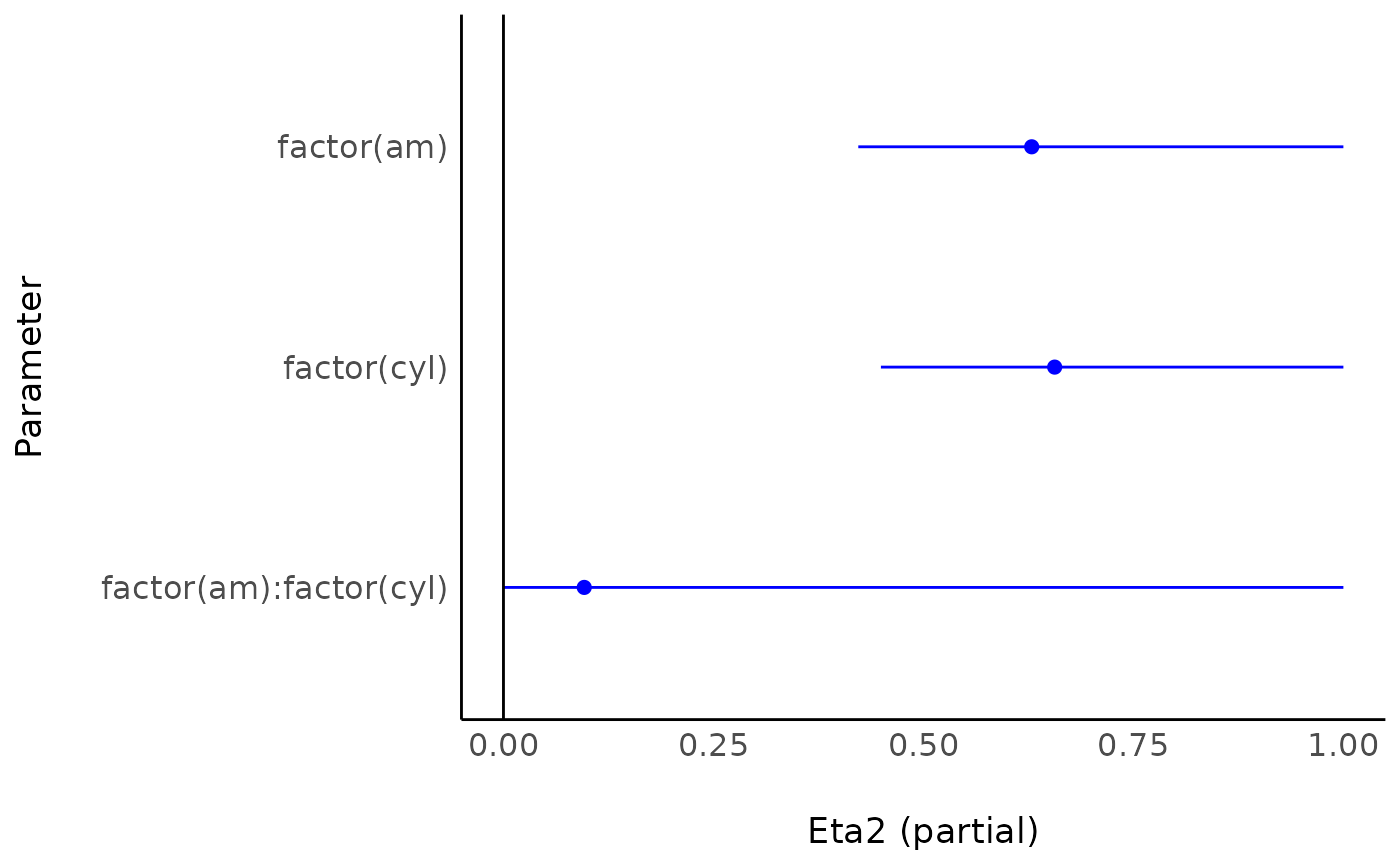 Parameter
factor(am)
factor(cyl)
factor(am):factor(cyl)
0.00 0.25 0.50 0.75 1.00
Eta2 (partial)